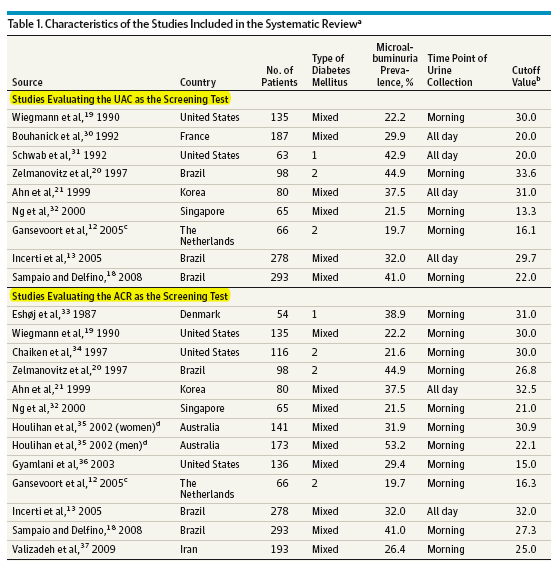 Table 1. Characteristics of the Studies Included in the Systematic Reviewᵃ
Microal-
buminuria
Preva-
lence, %
Type of
Diabetes
Mellitus
Time Point of
Urine
Collection
Source Country No. of
Patients
Cutoff
Valueᵇ
Studies Evaluating the UAC as the Screening Test
Wiegmann et al,¹⁹ 1990 United States 135 Mixed 22.2 Morning 30.0
Bouhanick et al,³⁰ 1992 France 187 Mixed 29.9 All day 20.0
Schwab et al,³¹ 1992 United States 63 1 42.9 All day 20.0
Zelmanovitz et al,²⁰ 1997 Brazil 98 2 44.9 Morning 33.6
Ahn et al,²¹ 1999 Korea 80 Mixed 37.5 All day 31.0
Ng et al,³² 2000 Singapore 65 Mixed 21.5 Morning 13.3
Gansevoort et al,¹² 2005ᶜ The 66 2 19.7 Morning 16.1
Netherlands
Incerti et al,¹³ 2005 Brazil 278 Mixed 32.0 All day 29.7
Sampaio and Delfino,¹⁸ 2008 Brazil 293 Mixed 41.0 Morning 22.0
Studies Evaluating the ACR as the Screening Test
Eshøj et al,³³ 1987 Denmark 54 1 38.9 Morning 31.0
Wiegmann et al,¹⁹ 1990 United States 135 Mixed 22.2 Morning 30.0
Chaiken et al,³⁴ 1997 United States 116 2 21.6 Morning 30.0
Zelmanovitz et al,²⁰ 1997 Brazil 98 2 44.9 Morning 26.8
Ahn et al,²¹ 1999 Korea 80 Mixed 37.5 All day 32.5
Ng et al,³² 2000 Singapore 65 Mixed 21.5 Morning 21.0
Houlihan et al,³⁵ 2002 (women)ᵈ Australia 141 Mixed 31.9 Morning 30.9
Houlihan et al,³⁵ 2002 (men)ᵈ Australia 173 Mixed 53.2 Morning 22.1
Gyamlani et al,³⁶ 2003 United States 136 Mixed 29.4 Morning 15.0
Gansevoort et al,¹² 2005ᶜ The 66 2 19.7 Morning 16.3
Netherlands
Incerti et al,¹³ 2005 Brazil 278 Mixed 32.0 All day 32.0
Sampaio and Delfino,¹⁸ 2008 Brazil 293 Mixed 41.0 Morning 27.3
Valizadeh et al,³⁷ 2009 Iran 193 Mixed 26.4 Morning 25.0